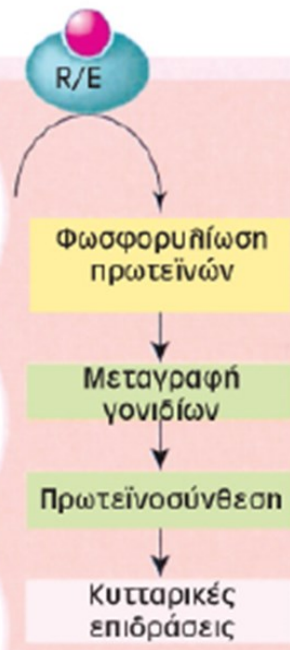 R/E
Φωσφορυλίωση
πρωτεϊνών
Μεταγραφή
γονιδίων
Πρωτεϊνοσύνθεση
Κυτταρικές
επιδράσεις